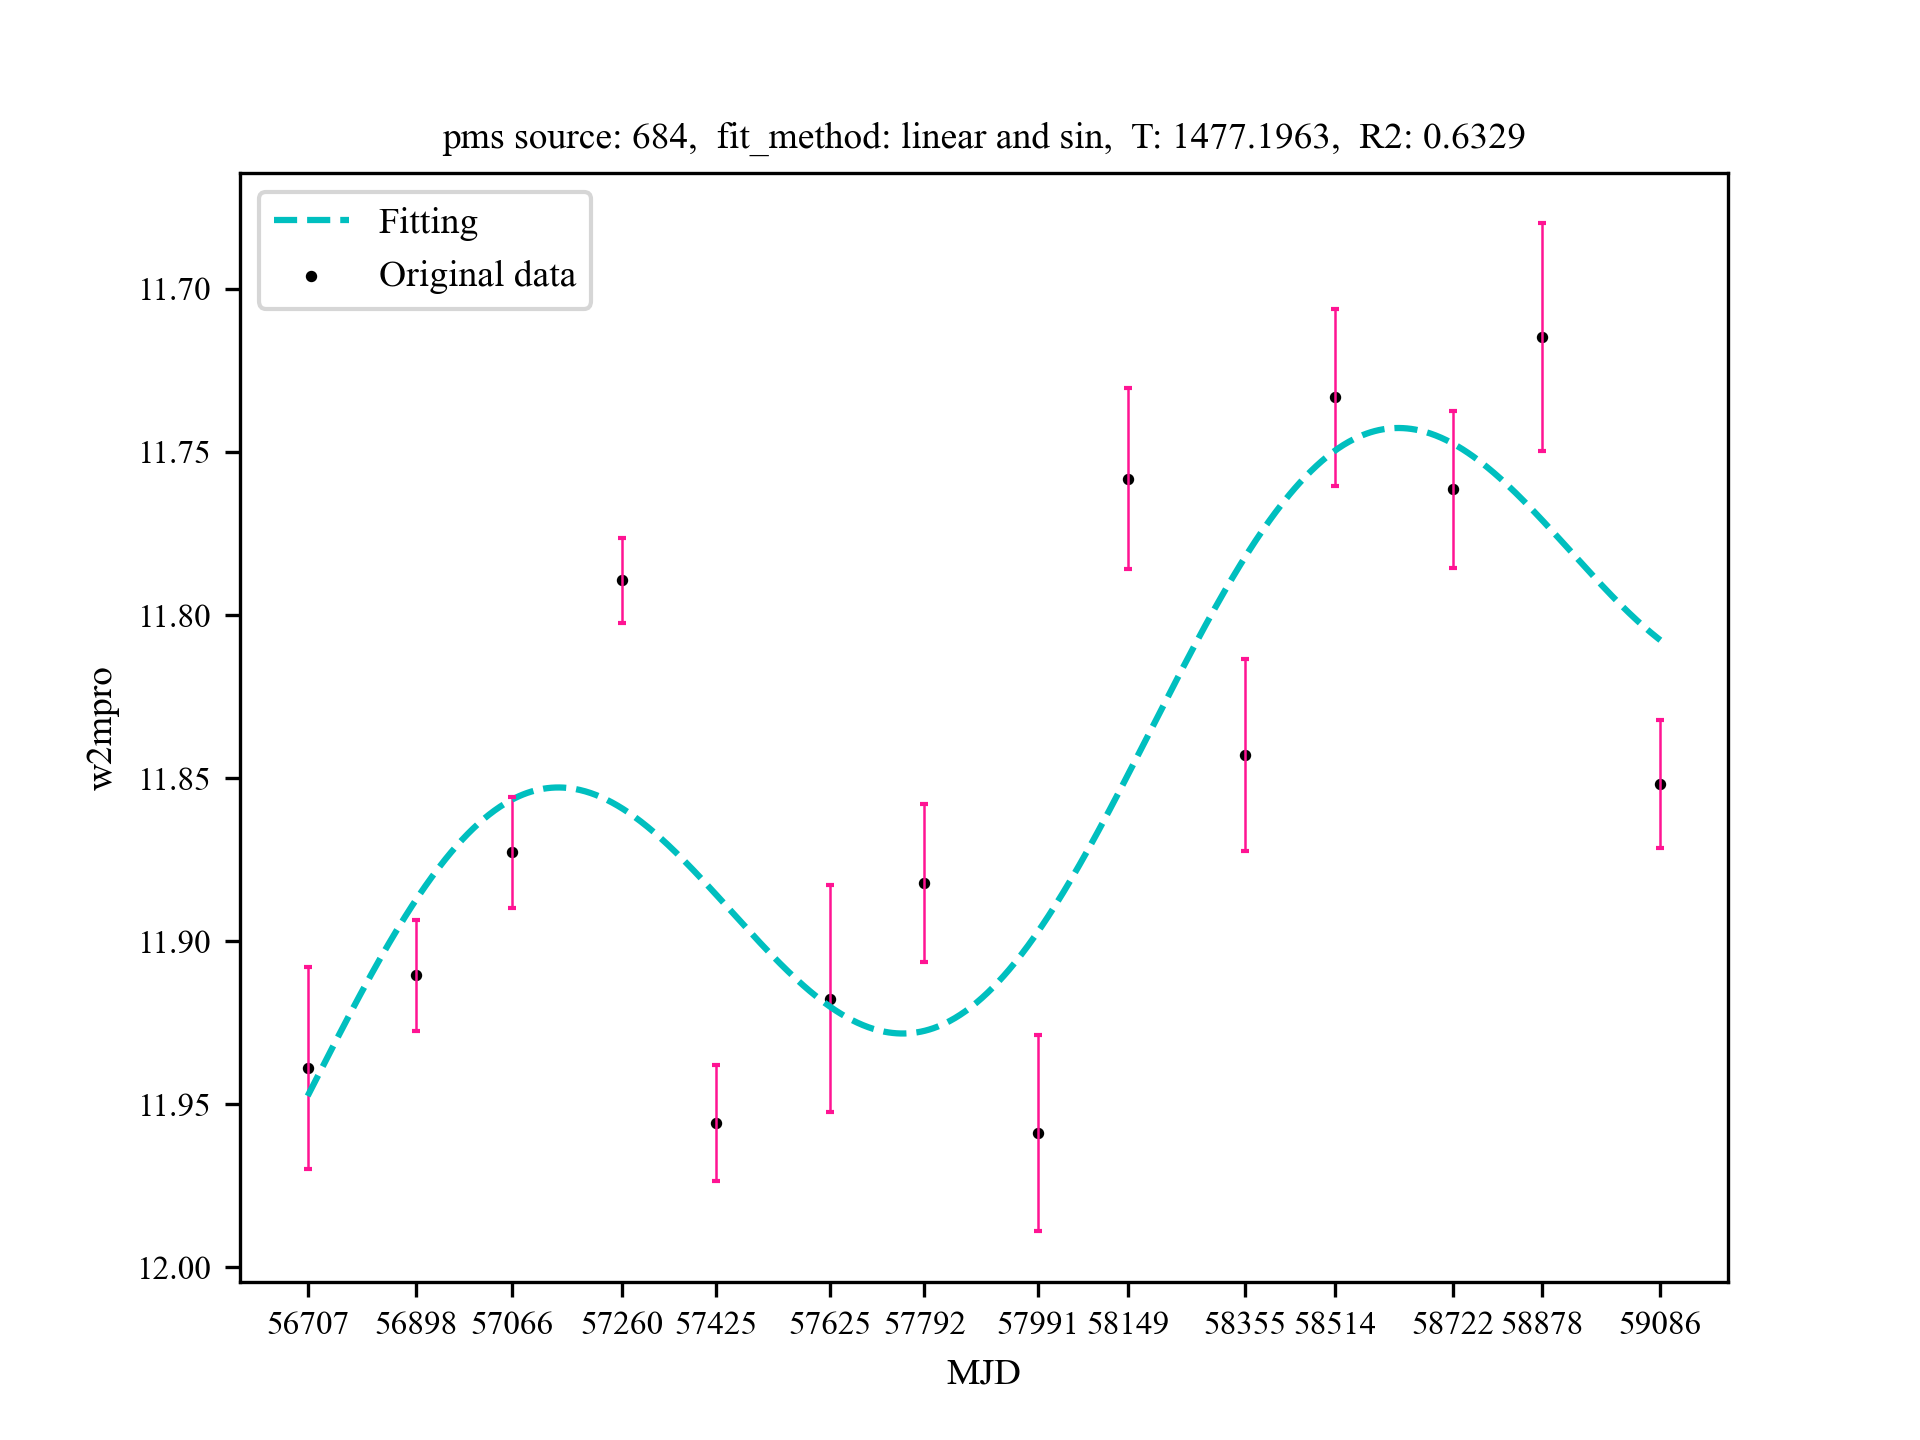 pms source: 684,  fit_method: linear and sin,  T: 1477.1963,  R2: 0.6329
Fitting
Original data
11.70
11.75
11.80
11.85
11.90
11.95
12.00
w2mpro
56707 56898 57066 57260 57425 57625 57792 57991 58149 58355 58514 58722 58878 59086
MJD